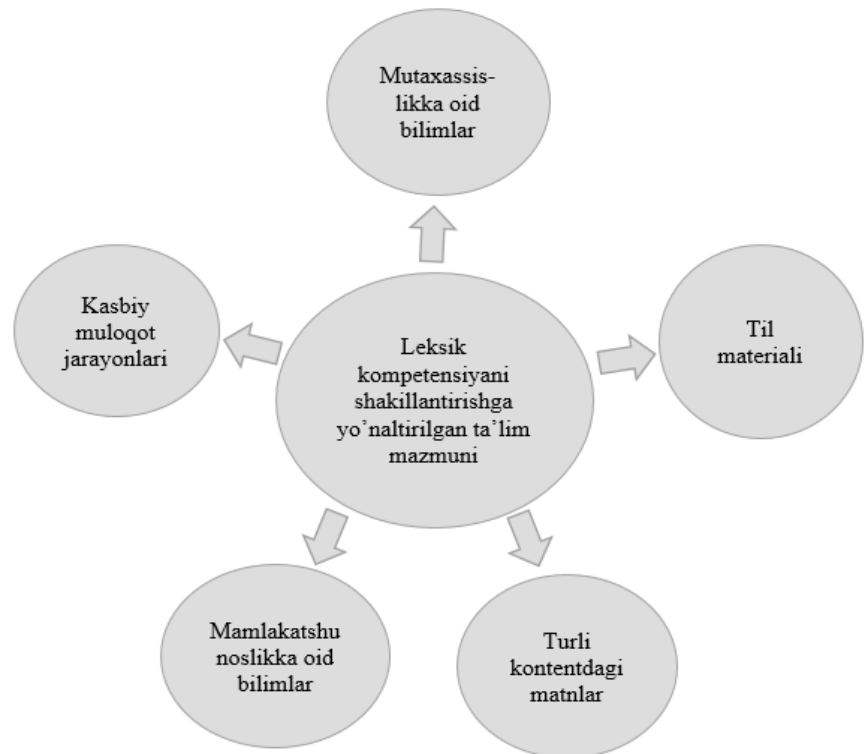 Mutaxassis-
likka oid
bilimlar
Kasbiy
muloqot
jarayonlari
Leksik
kompetensiyani
shakillantirishga
yo’naltirilgan ta’lim
mazmuni
Til
materiali
Mamlakatshu
noslikka oid
bilimlar
Turli
kontentdagi
matnlar